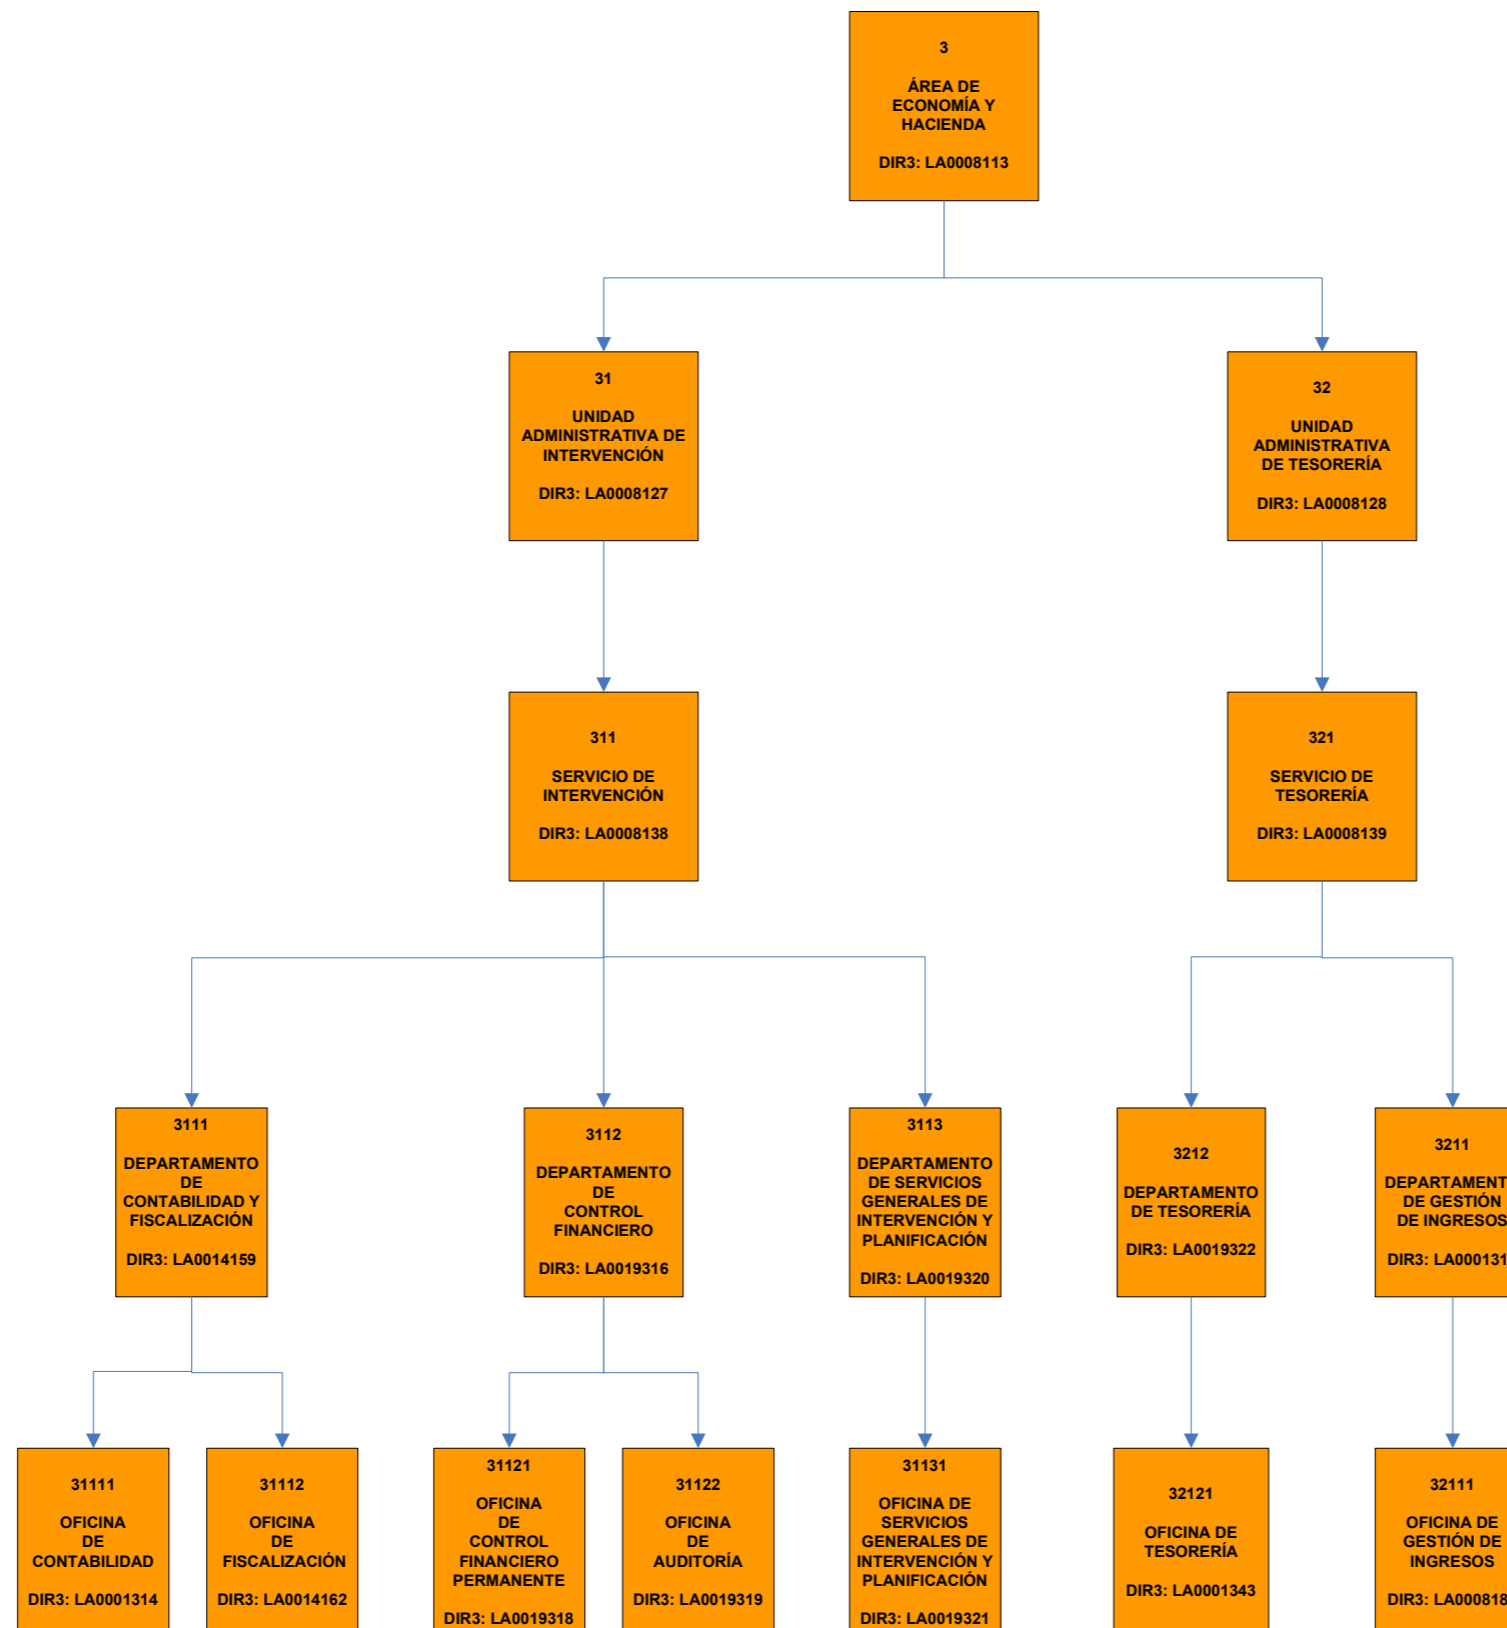 3
ÁREA DE
ECONOMÍA Y
HACIENDA
DIR3: LA0008113
31
UNIDAD
ADMINISTRATIVA DE
INTERVENCIÓN
DIR3: LA0008127
32
UNIDAD
ADMINISTRATIVA
DE TESORERÍA
DIR3: LA0008128
311
SERVICIO DE
INTERVENCIÓN
DIR3: LA0008138
321
SERVICIO DE
TESORERÍA
DIR3: LA0008139
3111
DEPARTAMENTO
DE
CONTABILIDAD Y
FISCALIZACIÓN
DIR3: LA0014159
3112
DEPARTAMENTO
DE
CONTROL
FINANCIERO
DIR3: LA0019316
3113
DEPARTAMENTO
DE SERVICIOS
GENERALES DE
INTERVENCIÓN Y
PLANIFICACIÓN
DIR3: LA0019320
3212
DEPARTAMENTO
DE TESORERÍA
DIR3: LA0019322
3211
DEPARTAMENT
DE GESTIÓN
DE INGRESOS
DIR3: LA000131
31111
OFICINA
DE
CONTABILIDAD
DIR3: LA0001314
31112
OFICINA
DE
FISCALIZACIÓN
DIR3: LA0014162
31121
OFICINA
DE
CONTROL
FINANCIERO
PERMANENTE
DIR3: LA0019318
31122
OFICINA
DE
AUDITORÍA
DIR3: LA0019319
31131
OFICINA DE
SERVICIOS
GENERALES DE
INTERVENCIÓN Y
PLANIFICACIÓN
DIR3: LA0019321
32121
OFICINA DE
TESORERÍA
DIR3: LA0001343
32111
OFICINA DE
GESTIÓN DE
INGRESOS
DIR3: LA000818